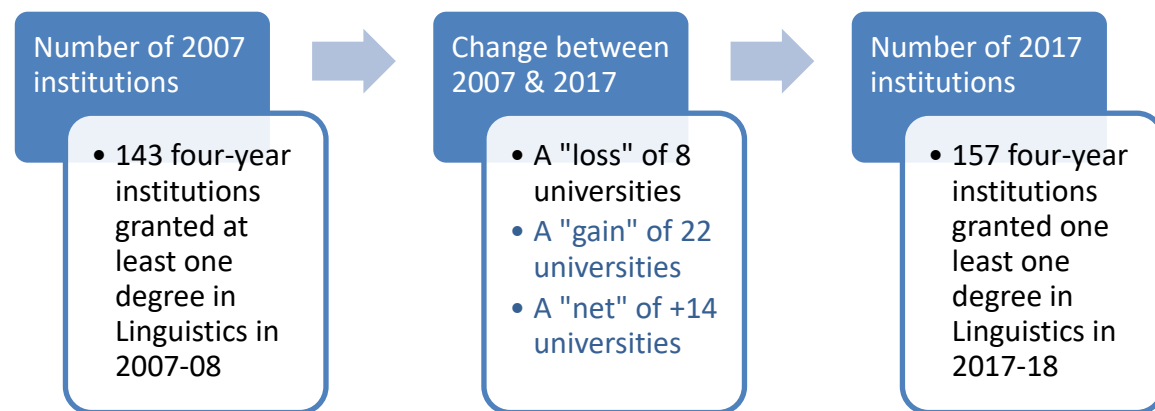 Number of 2007
institutions
• 143 four-year
institutions
granted at
least one
degree in
Linguistics in
2007-08
Change between
2007 & 2017
• A "loss" of 8
universities
• A "gain" of 22
universities
• A "net" of +14
universities
Number of 2017
institutions
• 157 four-year
institutions
granted one
least one
degree in
Linguistics in
2017-18